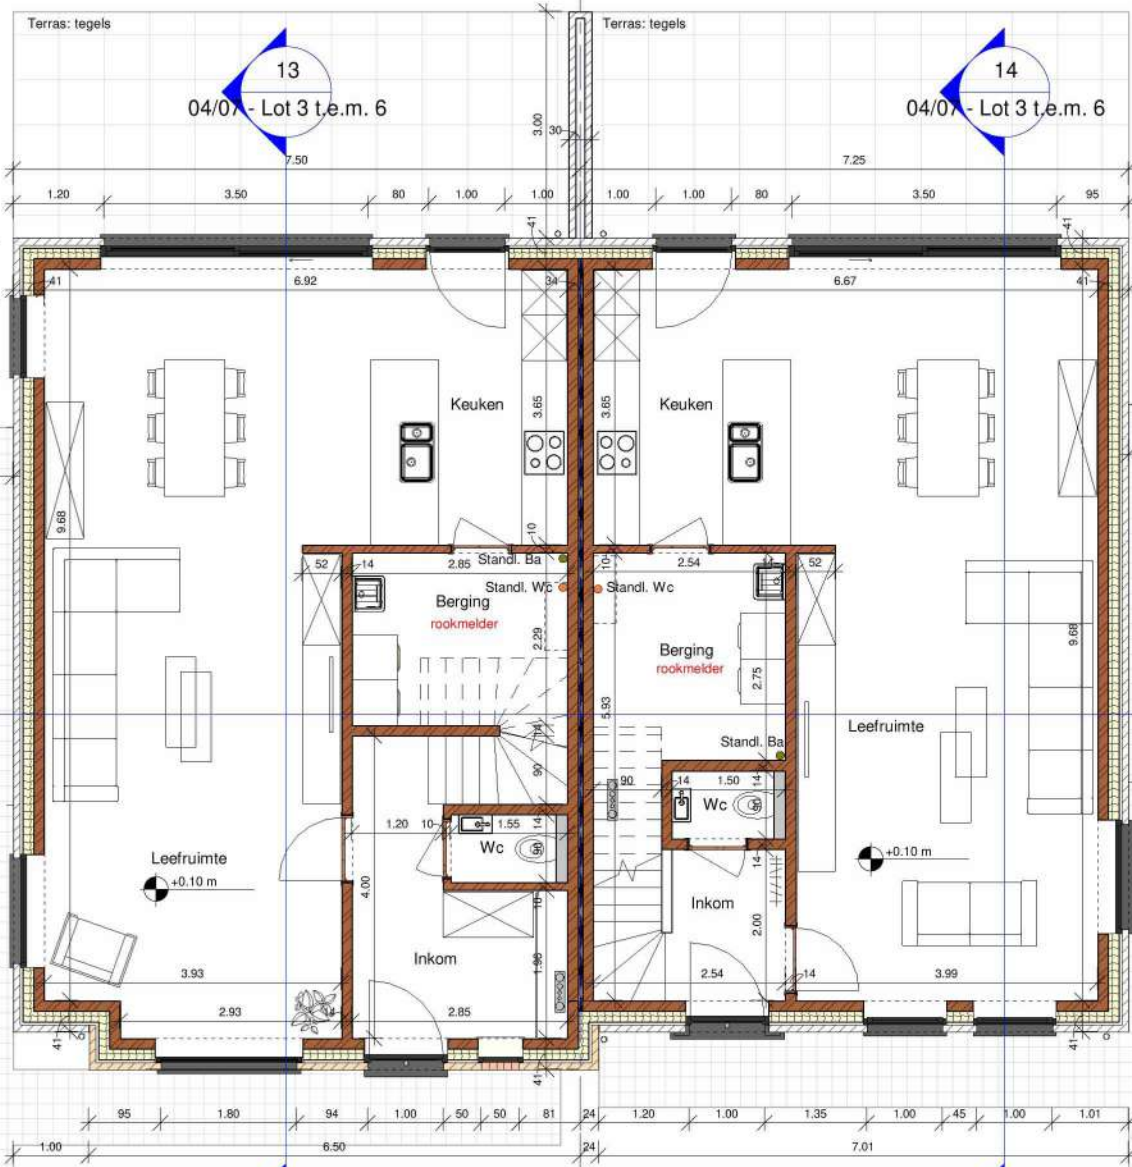 Terras: tegels
Terras: tegels
13
04/07 - Lot 3 t.e.m. 6
14
04/07 - Lot 3 t.e.m. 6
3.00
30
7.50
7.25
1.20 3.50 80 1.00 1.00 1.00 1.00 80 3.50 95
41
41
41 6.92 34 6.67 41
Keuken
Keuken
3.65
3.65
9.68
10
52 14 2.85 Standl. Ba
10 2.54 52
Standl. Wc
Standl. Wc
Berging
rookmelder
2.29
Berging
rookmelder
2.75
9.68
5.93
Leefruimte
14
Standl. Ba
90
90 14 1.50 14
Wc
90
1.20 10 1.55 14
Wc
90
14
Leefruimte
+0.10 m
+0.10 m
4.00
10
Inkom
2.00
Inkom
1.96
3.93
2.54 14 3.99
2.93 14 2.85
41
41
41
95 1.80 94 1.00 50 50 81 24 1.20 1.00 1.35 1.00 45 1.00 1.01
1.00 6.50 24 7.01